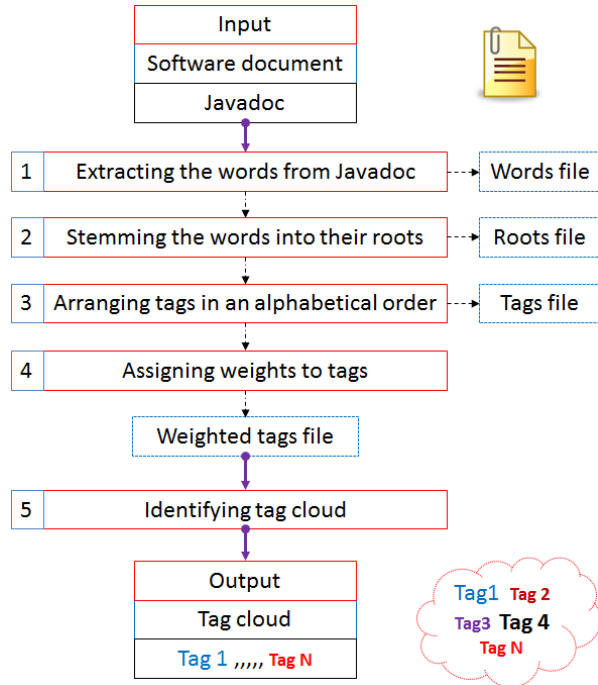 Input
Software document
Javadoc
1 Extracting the words from Javadoc Words file
2 Stemming the words into their roots Roots file
3 Arranging tags in an alphabetical order Tags file
4 Assigning weights to tags
Weighted tags file
5 Identifying tag cloud
Output
Tag cloud
Tag 1 ,,,,, Tag N
Tag1 Tag 2
Tag3 Tag 4
Tag N